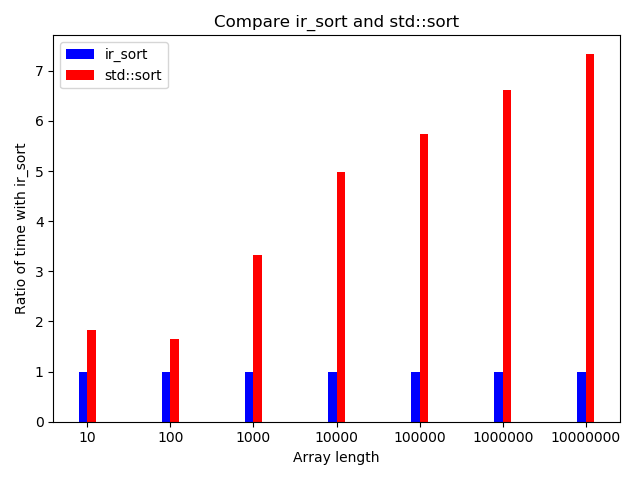 Compare ir_sort and std::sort
ir_sort
std::sort
Ratio of time with ir_sort
7
6
5
4
3
2
1
0
10 100 1000 10000 100000 1000000 10000000
Array length